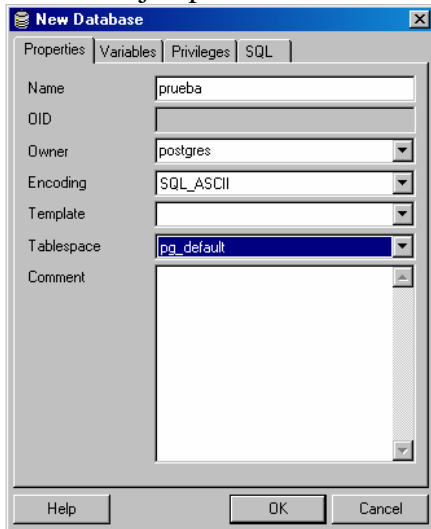 New Database
Properties Variables Privileges SQL
Name prueba
OID
Owner postgres
Encoding SQL_ASCII
Template
Tablespace pg_default
Comment
Help OK Cancel